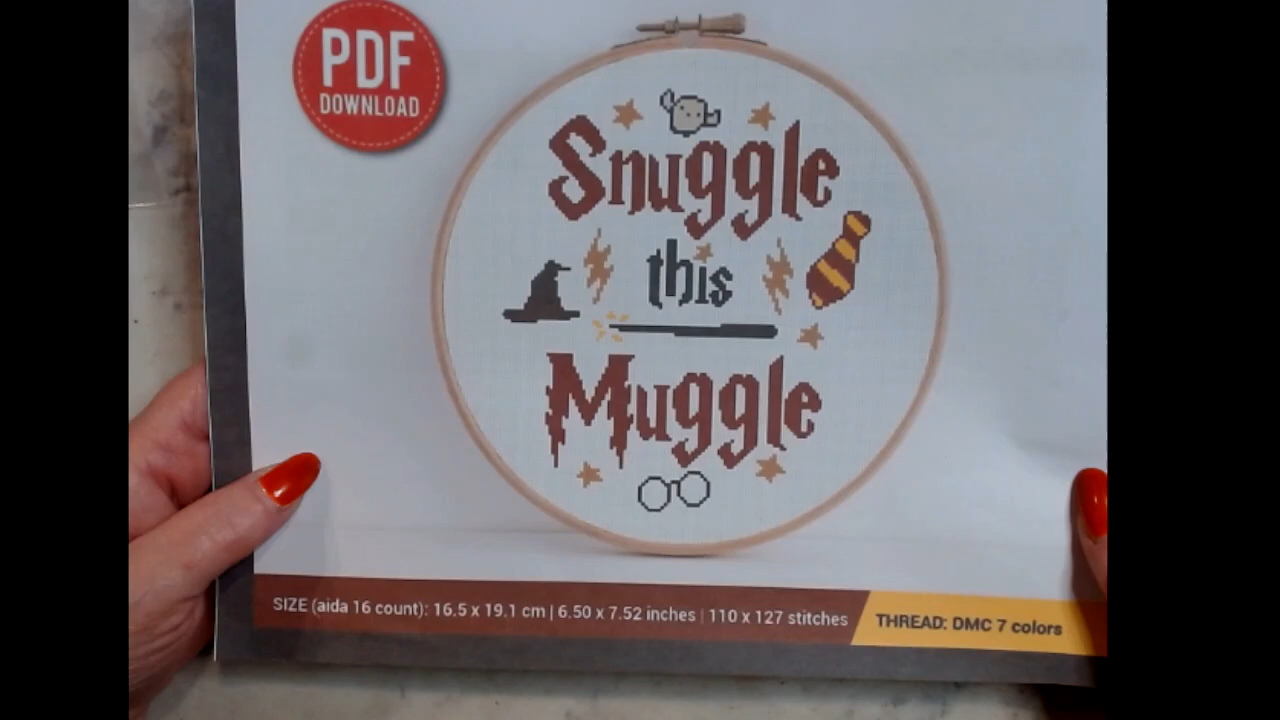 PDF
DOWNLOAD
Snuggle
this
Muggle
SIZE (aida 16 count): 16.5 x 19.1 cm | 6.50 x 7.52 inches | 110 x 127 stitches
THREAD: DMC 7 colors